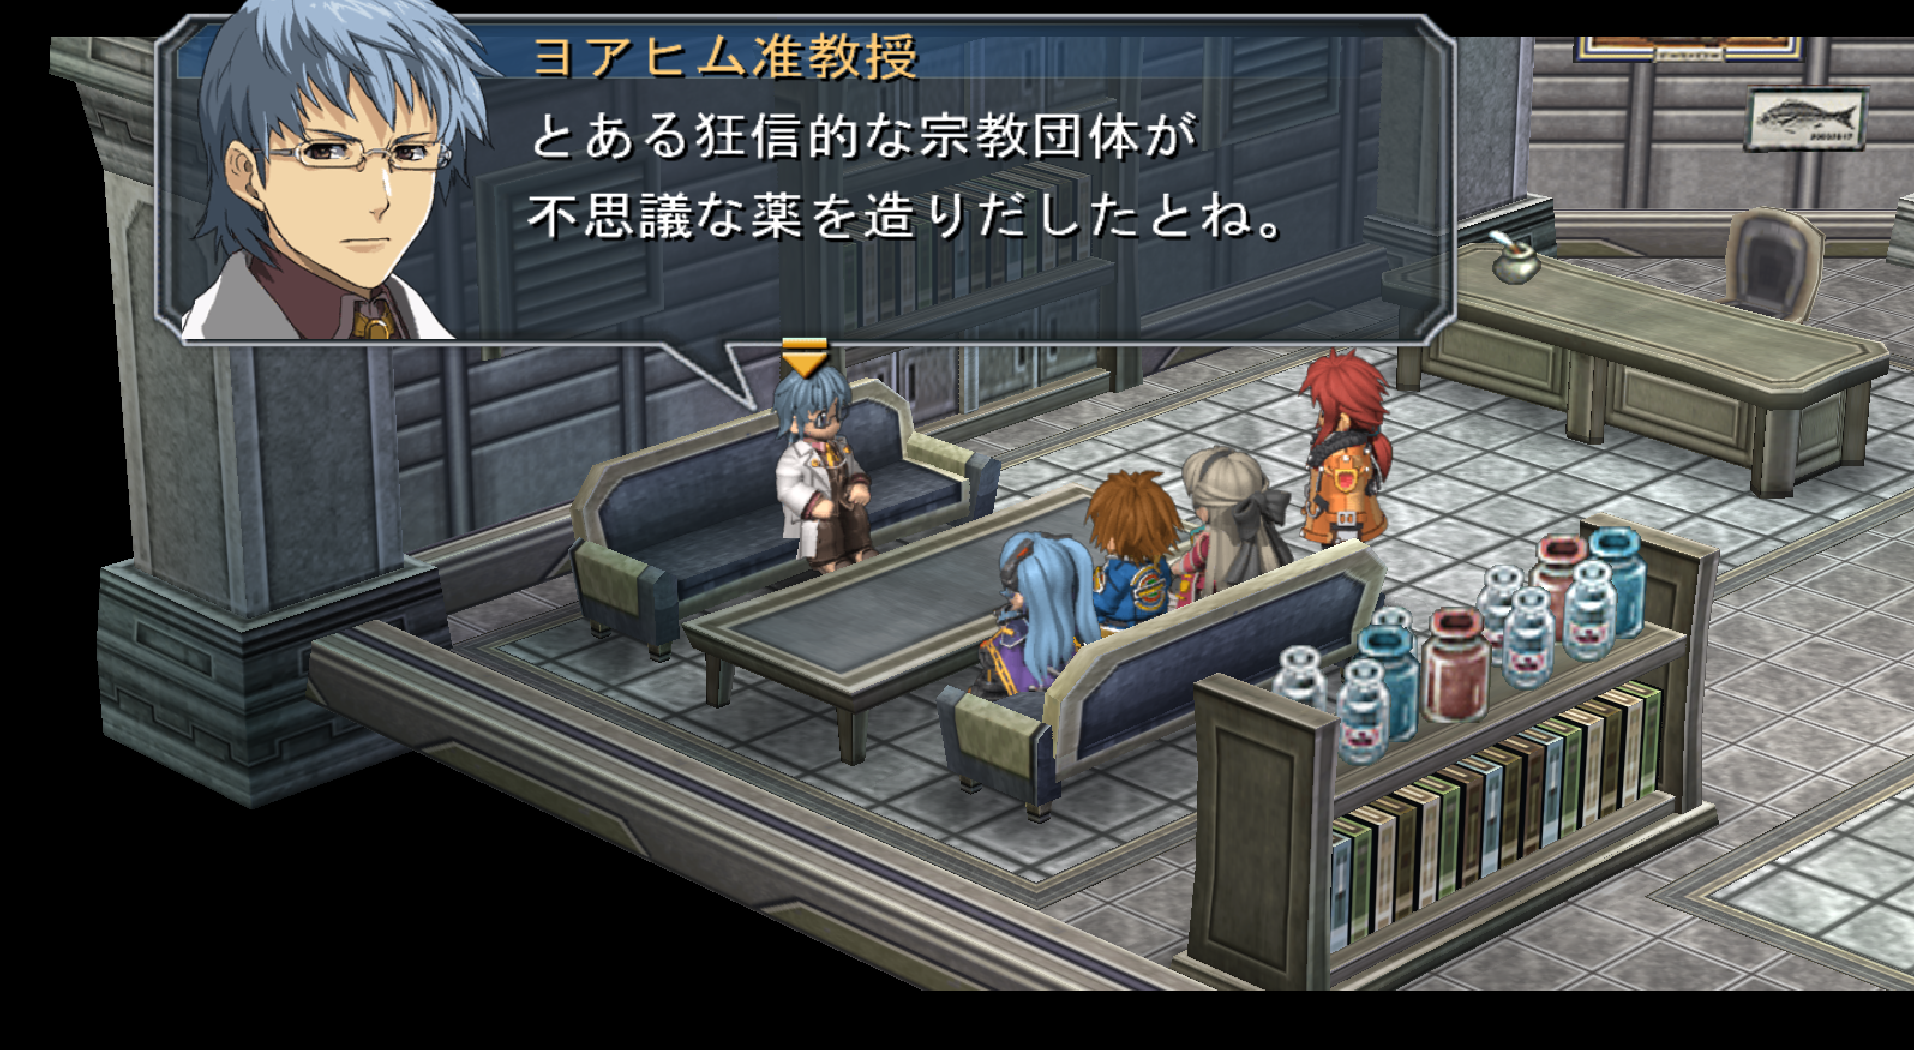 ヨアヒム准教授
とある狂信的な宗教団体が
不思議な薬を造りだしたとね。